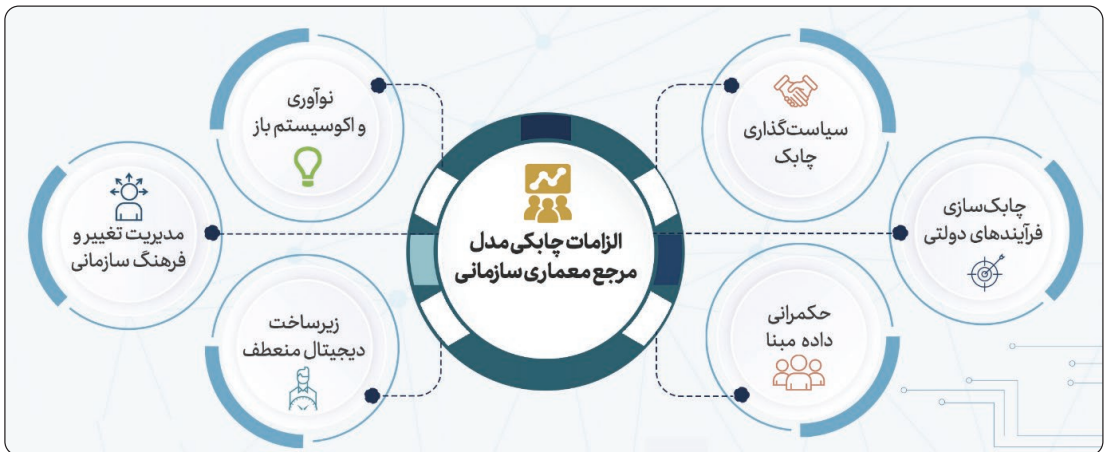 الزامات چابکی مدل
مرجع معماری سازمانی
سیاست‌گذاری
چابک
چابک‌سازی
فرآیندهای دولتی
حکمرانی
داده مبنا
نوآوری
و اکوسیستم باز
مدیریت تغییر و
فرهنگ سازمانی
زیرساخت
دیجیتال منعطف